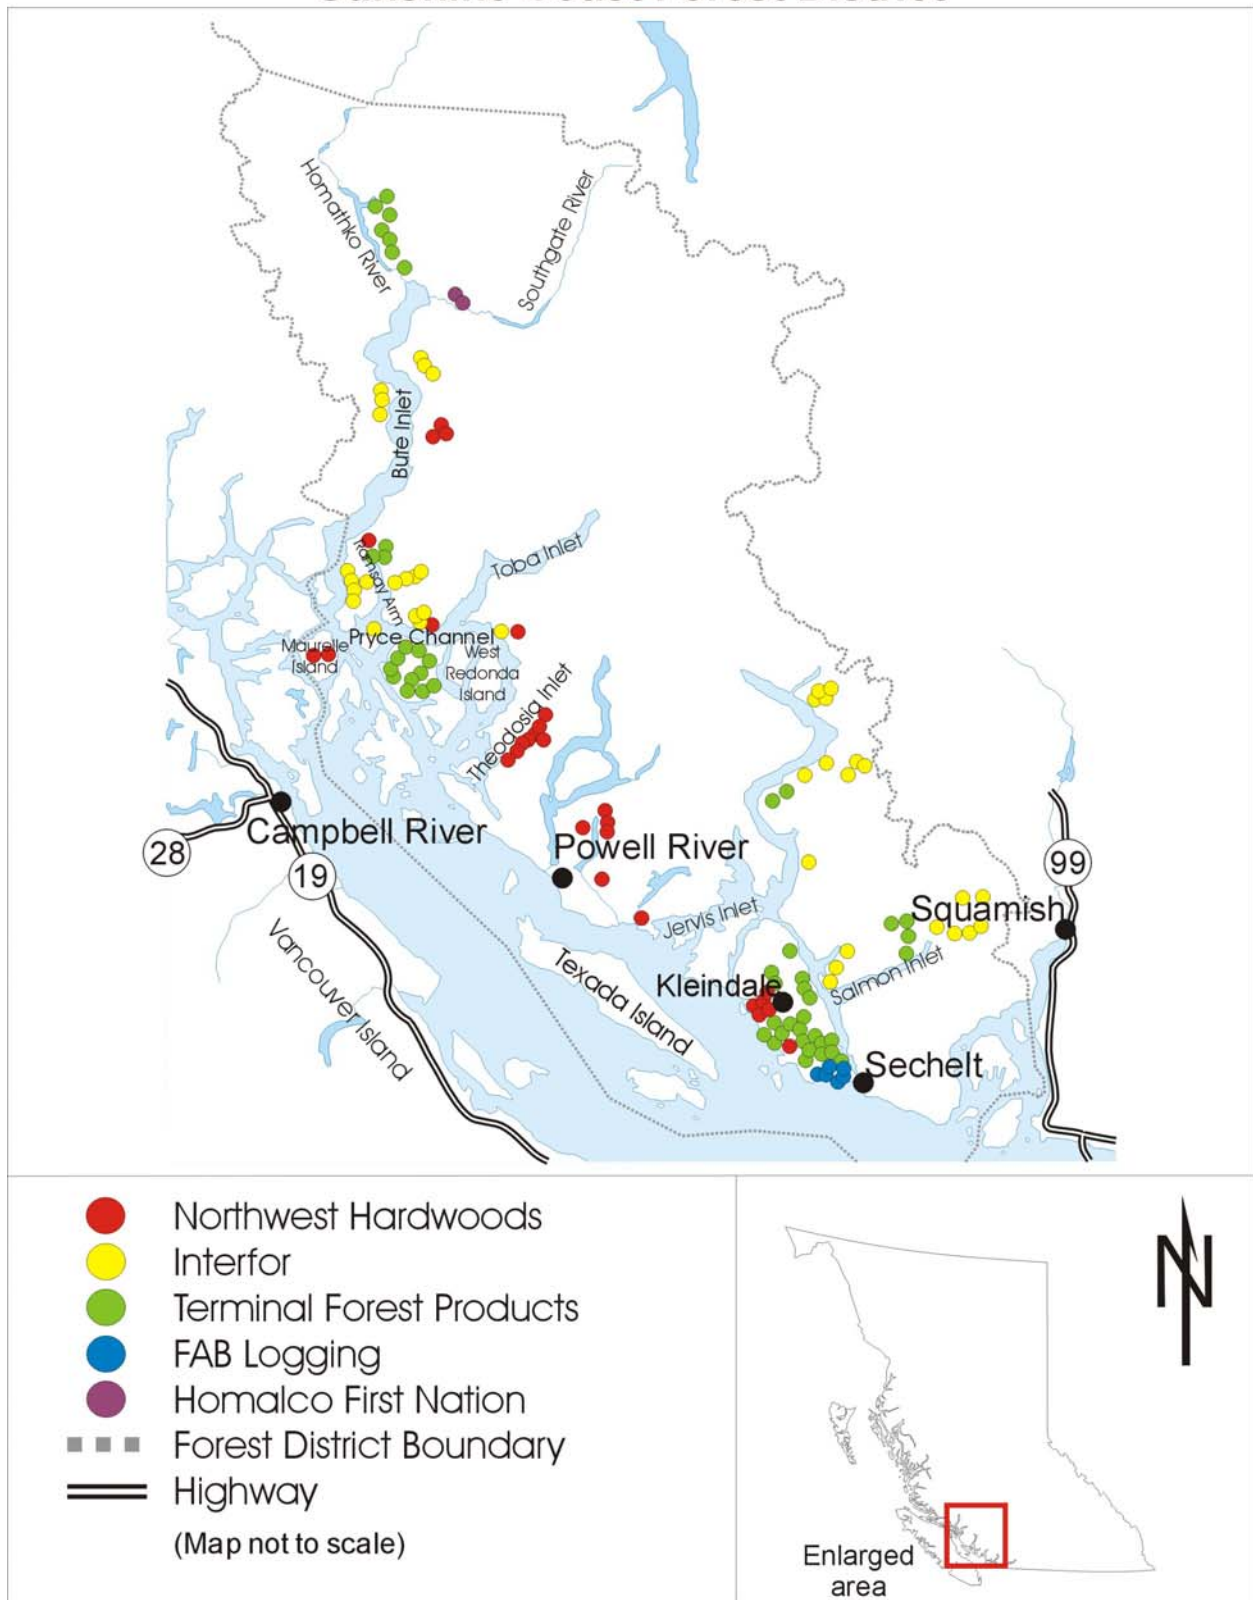 Homathko River
Southgate River
Bute Inlet
Toba Inlet
Ramsay Arm
Pryce Channel
Maurelle
Island
West
Redonda
Island
Theodosia Inlet
Campbell River
28
19
Powell River
99
Squamish
Jervis Inlet
Vancouver Island
Texada Island
Kleindale
Salmon Inlet
Sechelt
Northwest Hardwoods
Interfor
Terminal Forest Products
FAB Logging
Homalco First Nation
Forest District Boundary
Highway
(Map not to scale)
N
Enlarged
area